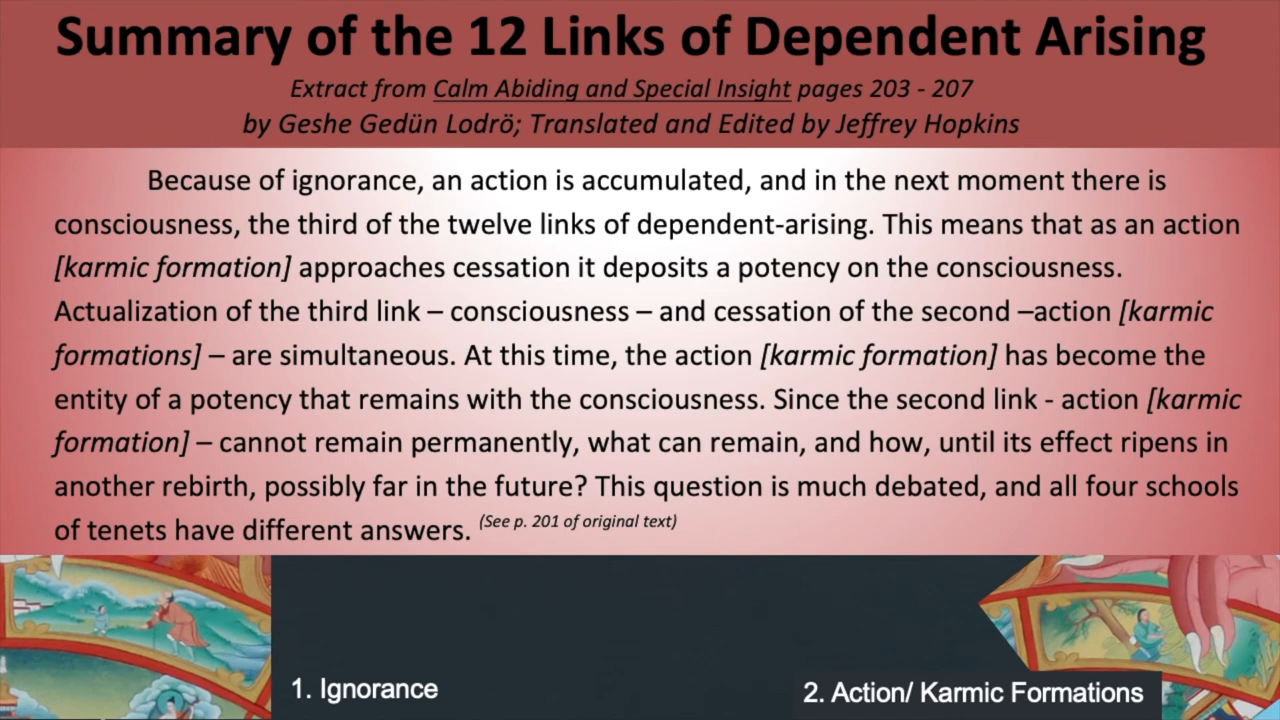 Summary of the 12 Links of Dependent Arising
Extract from Calm Abiding and Special Insight pages 203 - 207
by Geshe Gedün Lodrö; Translated and Edited by Jeffrey Hopkins
Because of ignorance, an action is accumulated, and in the next moment there is
consciousness, the third of the twelve links of dependent-arising. This means that as an action
[karmic formation] approaches cessation it deposits a potency on the consciousness.
Actualization of the third link – consciousness – and cessation of the second –action [karmic
formations] – are simultaneous. At this time, the action [karmic formation] has become the
entity of a potency that remains with the consciousness. Since the second link - action [karmic
formation] – cannot remain permanently, what can remain, and how, until its effect ripens in
another rebirth, possibly far in the future? This question is much debated, and all four schools
of tenets have different answers. (See p. 201 of original text)
1. Ignorance
2. Action/ Karmic Formations